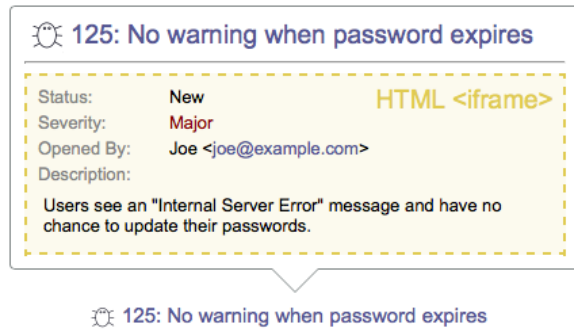 125: No warning when password expires
HTML <iframe>
Status: New
Severity: Major
Opened By: Joe <joe@example.com>
Description:
Users see an "Internal Server Error" message and have no
chance to update their passwords.
125: No warning when password expires